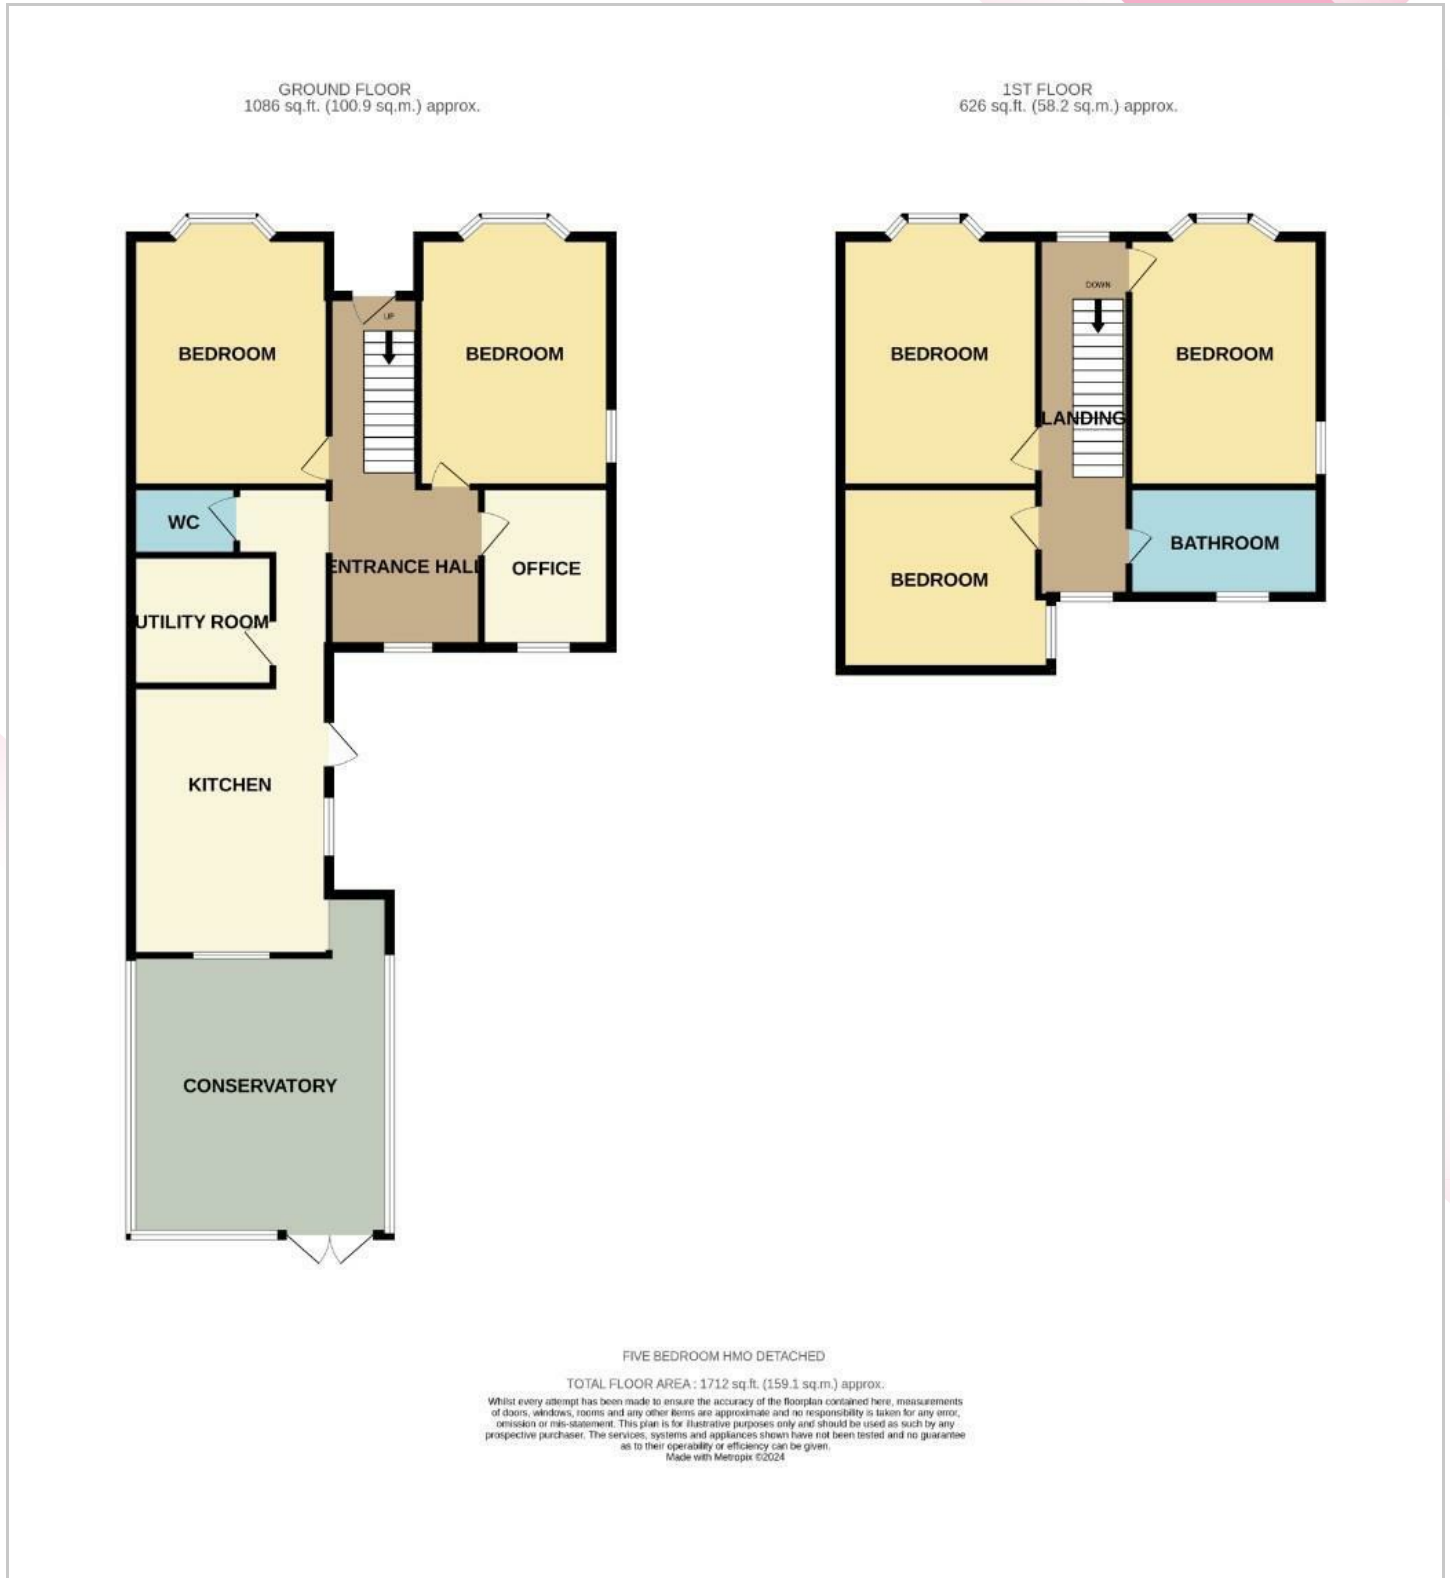 GROUND FLOOR
1086 sq.ft. (100.9 sq.m.) approx.
1ST FLOOR
626 sq.ft. (58.2 sq.m.) approx.
BEDROOM
BEDROOM
UP
WC
ENTRANCE HALL
OFFICE
UTILITY ROOM
KITCHEN
CONSERVATORY
BEDROOM
BEDROOM
DOWN
LANDING
BEDROOM
BATHROOM
FIVE BEDROOM HMO DETACHED
TOTAL FLOOR AREA : 1712 sq.ft. (159.1 sq.m.) approx.
Whilst every attempt has been made to ensure the accuracy of the floorplan contained here, measurements
of doors, windows, rooms and any other items are approximate and no responsibility is taken for any error,
omission or mis-statement. This plan is for illustrative purposes only and should be used as such by any
prospective purchaser. The services, systems and appliances shown have not been tested and no guarantee
as to their operability or efficiency can be given.
Made with Metropix ©2024